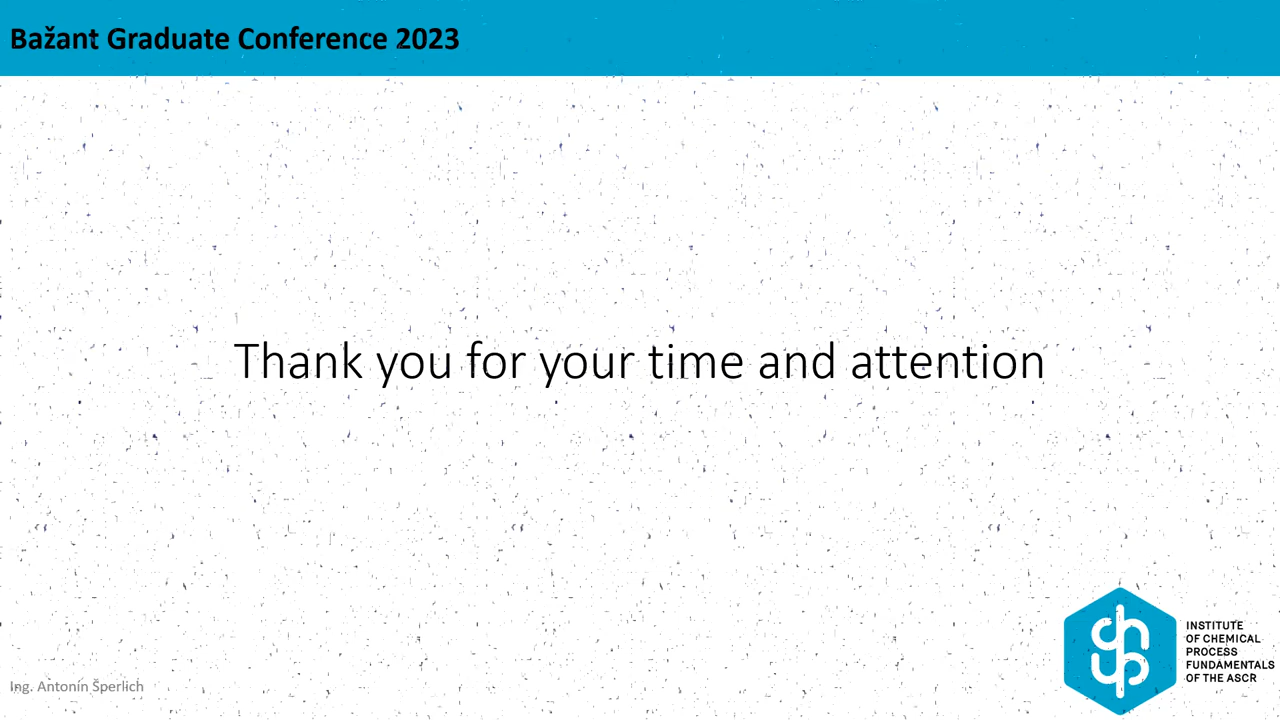 Bažant Graduate Conference 2023
Thank you for your time and attention
INSTITUTE
OF CHEMICAL
PROCESS
FUNDAMENTALS
OF THE ASCR
Ing. Antonín Šperlich